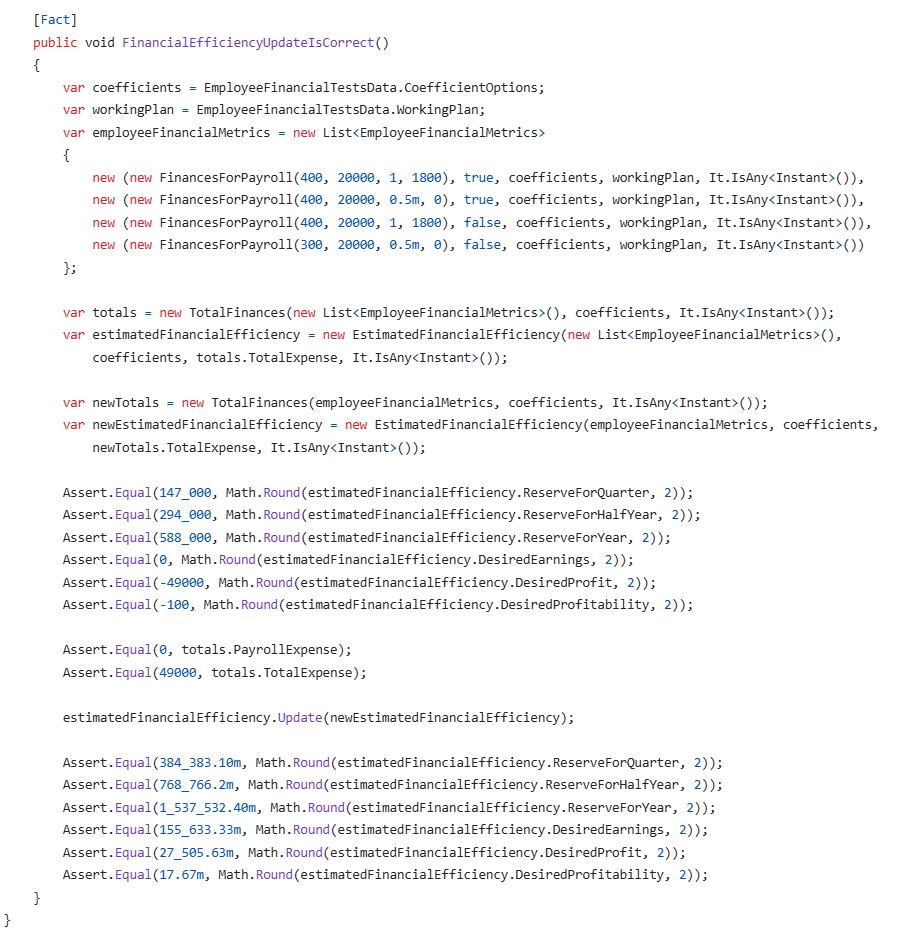 [Fact]
public void FinancialEfficiencyUpdateIsCorrect()
{
var coefficients = EmployeeFinancialTestsData.CoefficientOptions;
var workingPlan = EmployeeFinancialTestsData.WorkingPlan;
var employeeFinancialMetrics = new List<EmployeeFinancialMetrics>
{
new (new FinancesForPayroll(400, 20000, 1, 1800), true, coefficients, workingPlan, It.IsAny<Instant>()),
new (new FinancesForPayroll(400, 20000, 0.5m, 0), true, coefficients, workingPlan, It.IsAny<Instant>()),
new (new FinancesForPayroll(400, 20000, 1, 1800), false, coefficients, workingPlan, It.IsAny<Instant>()),
new (new FinancesForPayroll(300, 20000, 0.5m, 0), false, coefficients, workingPlan, It.IsAny<Instant>())
};
var totals = new TotalFinances(new List<EmployeeFinancialMetrics>(), coefficients, It.IsAny<Instant>());
var estimatedFinancialEfficiency = new EstimatedFinancialEfficiency(new List<EmployeeFinancialMetrics>(),
coefficients, totals.TotalExpense, It.IsAny<Instant>());
var newTotals = new TotalFinances(employeeFinancialMetrics, coefficients, It.IsAny<Instant>());
var newEstimatedFinancialEfficiency = new EstimatedFinancialEfficiency(employeeFinancialMetrics, coefficients,
newTotals.TotalExpense, It.IsAny<Instant>());
Assert.Equal(147_000, Math.Round(estimatedFinancialEfficiency.ReserveForQuarter, 2));
Assert.Equal(294_000, Math.Round(estimatedFinancialEfficiency.ReserveForHalfYear, 2));
Assert.Equal(588_000, Math.Round(estimatedFinancialEfficiency.ReserveForYear, 2));
Assert.Equal(0, Math.Round(estimatedFinancialEfficiency.DesiredEarnings, 2));
Assert.Equal(-49000, Math.Round(estimatedFinancialEfficiency.DesiredProfit, 2));
Assert.Equal(-100, Math.Round(estimatedFinancialEfficiency.DesiredProfitability, 2));
Assert.Equal(0, totals.PayrollExpense);
Assert.Equal(49000, totals.TotalExpense);
estimatedFinancialEfficiency.Update(newEstimatedFinancialEfficiency);
Assert.Equal(384_383.10m, Math.Round(estimatedFinancialEfficiency.ReserveForQuarter, 2));
Assert.Equal(768_766.2m, Math.Round(estimatedFinancialEfficiency.ReserveForHalfYear, 2));
Assert.Equal(1_537_532.40m, Math.Round(estimatedFinancialEfficiency.ReserveForYear, 2));
Assert.Equal(155_633.33m, Math.Round(estimatedFinancialEfficiency.DesiredEarnings, 2));
Assert.Equal(27_505.63m, Math.Round(estimatedFinancialEfficiency.DesiredProfit, 2));
Assert.Equal(17.67m, Math.Round(estimatedFinancialEfficiency.DesiredProfitability, 2));
}
}